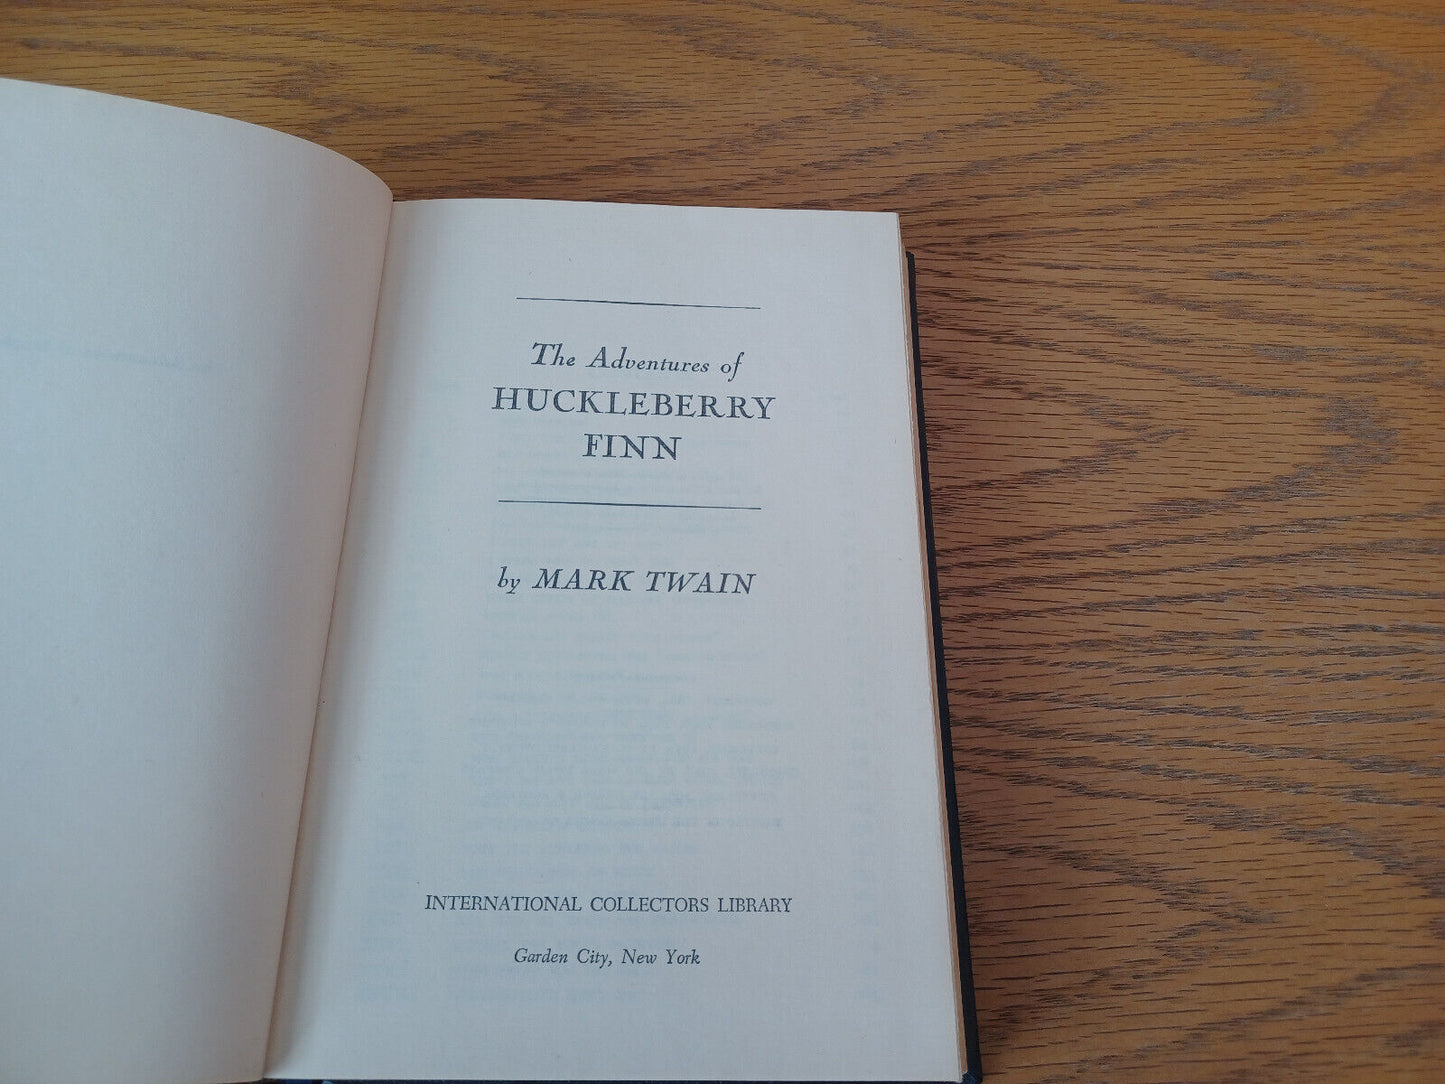 The Adventures of
HUCKLEBERRY
FINN
by MARK TWAIN
INTERNATIONAL COLLECTORS LIBRARY
Garden City, New York